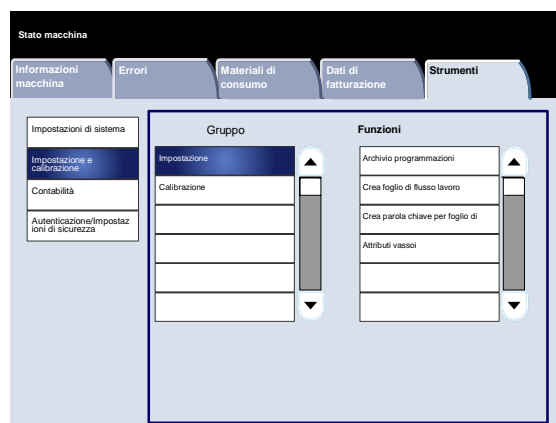 Stato macchina
Informazioni
macchina
Errori
Materiali di
consumo
Dati di
fatturazione
Strumenti
Impostazioni di sistema
Impostazione e
calibrazione
Contabilità
Autenticazione/Impostaz
ioni di sicurezza
Gruppo
Impostazione
Calibrazione
Funzioni
Archivio programmazioni
Crea foglio di flusso lavoro
Crea parola chiave per foglio di
Attributi vassoi